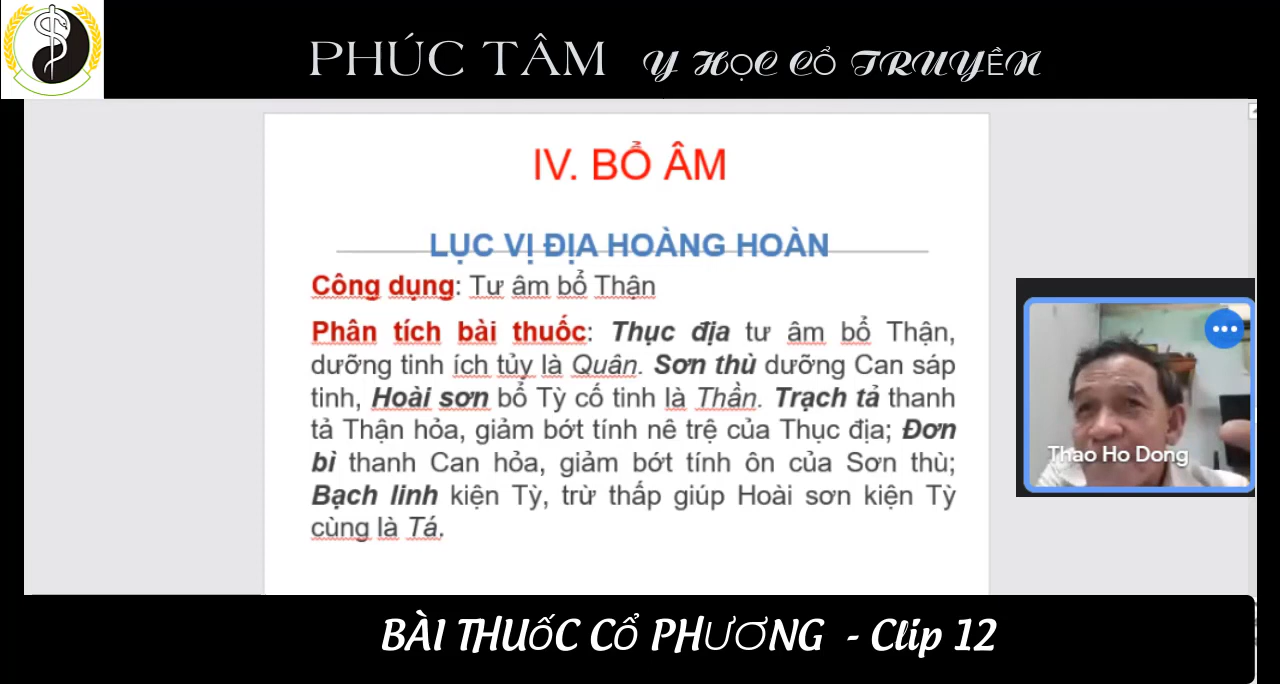 PHÚC TÂM Y HỌC CỔ TRUYỀN
IV. BỔ ÂM
LỤC VỊ ĐỊA HOÀNG HOÀN
Công dụng: Tư âm bổ Thận
Phân tích bài thuốc: Thục địa tư âm bổ Thận,
dưỡng tinh ích tủy là Quân. Sơn thù dưỡng Can sáp
tinh, Hoài sơn bổ Tỳ cố tinh là Thần. Trạch tả thanh
tả Thận hỏa, giảm bớt tính nê trệ của Thục địa; Đơn
bì thanh Can hỏa, giảm bớt tính ôn của Sơn thù;
Bạch linh kiện Tỳ, trừ thấp giúp Hoài sơn kiện Tỳ
cùng là Tá.
Thao Ho Dong
BÀI THUỐC CỔ PHƯƠNG - Clip 12